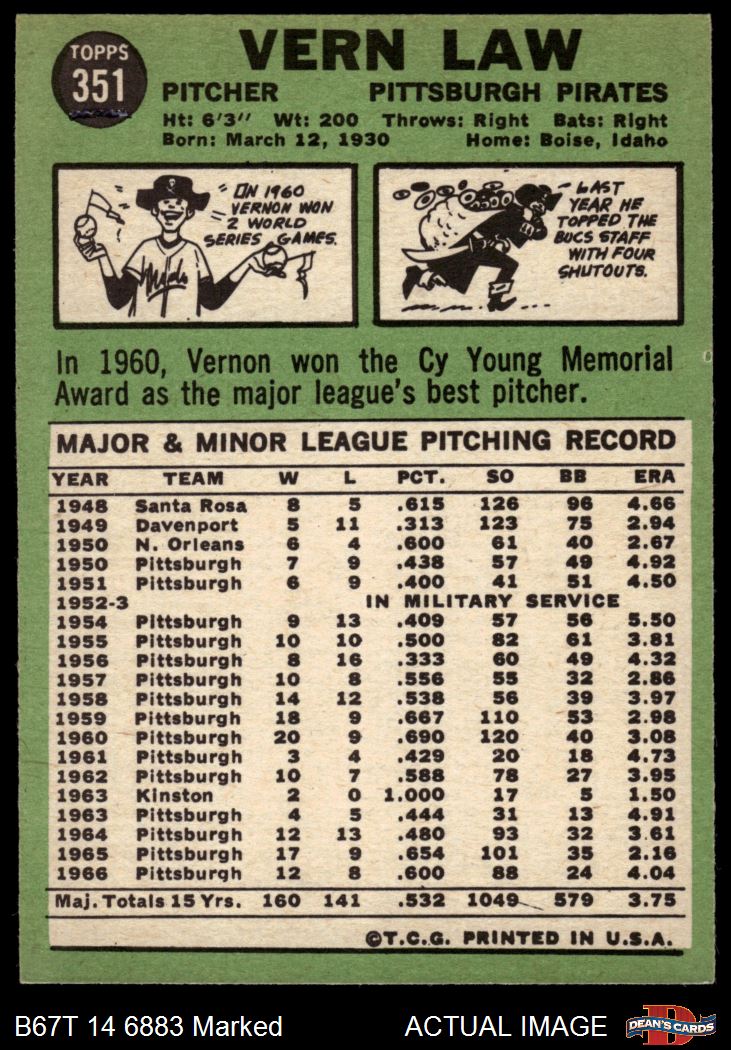 TOPPS
351
VERN LAW
PITCHER PITTSBURGH PIRATES
Ht: 6'3" Wt: 200 Throws: Right Bats: Right
Born: March 12, 1930 Home: Boise, Idaho
"ON 1960
VERNON WON
2 WORLD
SERIES GAMES.
LAST
YEAR HE
TOPPED THE
BUCS STAFF
WITH FOUR
SHUTOUTS.
In 1960, Vernon won the Cy Young Memorial
Award as the major league's best pitcher.
MAJOR & MINOR LEAGUE PITCHING RECORD
YEAR TEAM W L PCT. SO BB ERA
1948 Santa Rosa 8 5 .615 126 96 4.66
1949 Davenport 5 11 .313 123 75 2.94
1950 N. Orleans 6 4 .600 61 40 2.67
1950 Pittsburgh 7 9 .438 57 49 4.92
1951 Pittsburgh 6 9 .400 41 51 4.50
1952-3 IN MILITARY SERVICE
1954 Pittsburgh 9 13 .409 57 56 5.50
1955 Pittsburgh 10 10 .500 82 61 3.81
1956 Pittsburgh 8 16 .333 60 49 4.32
1957 Pittsburgh 10 8 .556 55 32 2.86
1958 Pittsburgh 14 12 .538 56 39 3.97
1959 Pittsburgh 18 9 .667 110 53 2.98
1960 Pittsburgh 20 9 .690 120 40 3.08
1961 Pittsburgh 3 4 .429 20 18 4.73
1962 Pittsburgh 10 7 .588 78 27 3.95
1963 Kinston 2 0 1.000 17 5 1.50
1963 Pittsburgh 4 5 .444 31 13 4.91
1964 Pittsburgh 12 13 .480 93 32 3.61
1965 Pittsburgh 17 9 .654 101 35 2.16
1966 Pittsburgh 12 8 .600 88 24 4.04
Maj. Totals 15 Yrs. 160 141 .532 1049 579 3.75
©T.C.G. PRINTED IN U.S.A.
B67T 14 6883 Marked ACTUAL IMAGE
DEAN'S CARDS